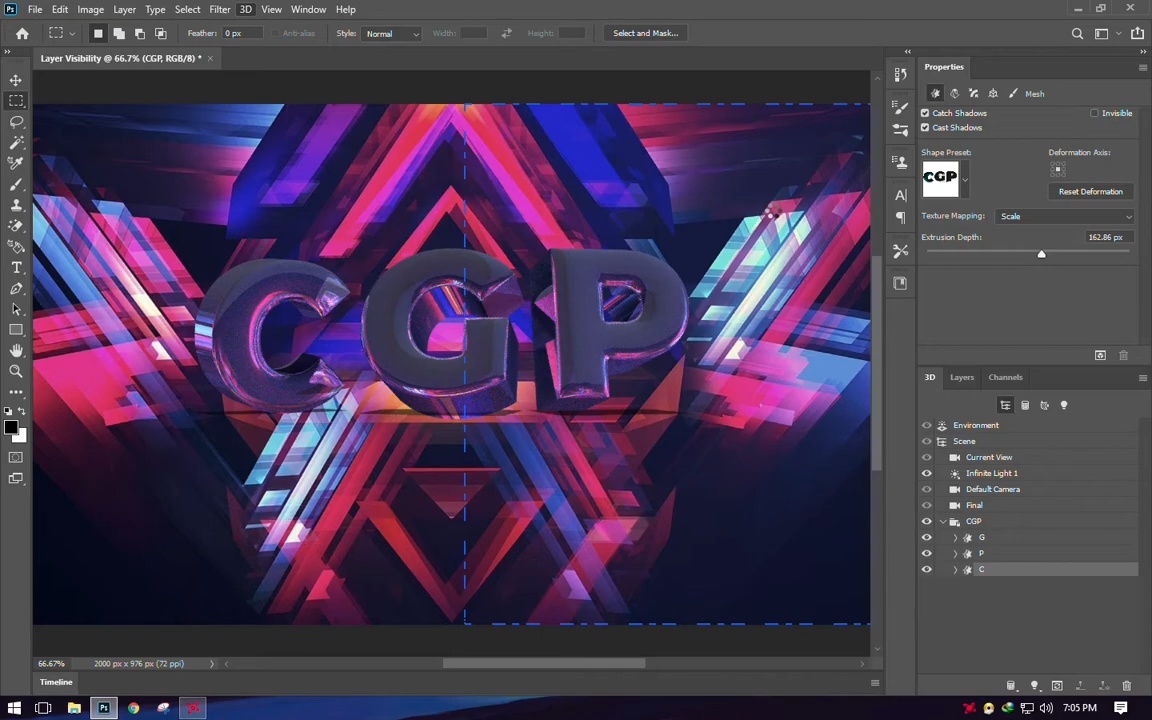 Ps File Edit Image Layer Type Select Filter 3D View Window Help
Feather: 0 px Anti-alias Style: Normal Width: Height: Select and Mask...
Layer Visibility @ 66.7% (CGP, RGB/8) * ×
Properties
Mesh
Catch Shadows Invisible
Cast Shadows
Shape Preset: Deformation Axis:
CGP
Reset Deformation
Texture Mapping: Scale
Extrusion Depth: 162.86 px
CGP
3D Layers Channels
Environment
Scene
Current View
Infinite Light 1
Default Camera
Final
CGP
G
P
C
66.67% 2000 px x 976 px (72 ppi)
Timeline
Ps 7:05 PM